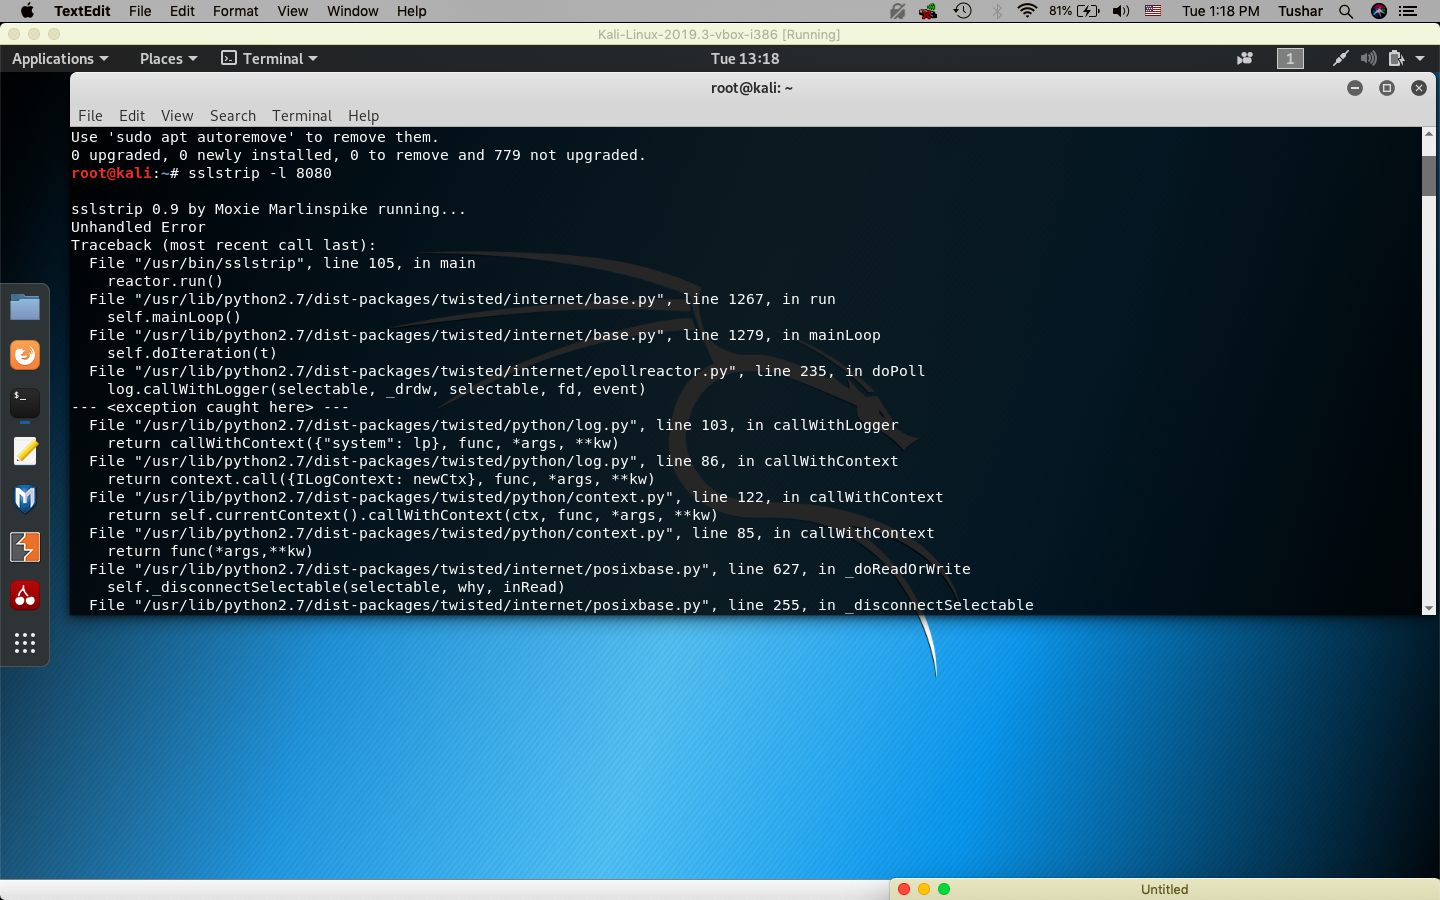 TextEdit File Edit Format View Window Help 81% Tue 1:18 PM Tushar
Kali-Linux-2019.3-vbox-i386 [Running]
Applications Places Terminal Tue 13:18 1
root@kali: ~
File Edit View Search Terminal Help
Use 'sudo apt autoremove' to remove them.
0 upgraded, 0 newly installed, 0 to remove and 779 not upgraded.
root@kali:~# sslstrip -l 8080
sslstrip 0.9 by Moxie Marlinspike running...
Unhandled Error
Traceback (most recent call last):
File "/usr/bin/sslstrip", line 105, in main
reactor.run()
File "/usr/lib/python2.7/dist-packages/twisted/internet/base.py", line 1267, in run
self.mainLoop()
File "/usr/lib/python2.7/dist-packages/twisted/internet/base.py", line 1279, in mainLoop
self.doIteration(t)
File "/usr/lib/python2.7/dist-packages/twisted/internet/epollreactor.py", line 235, in doPoll
log.callWithLogger(selectable, _drdw, selectable, fd, event)
--- <exception caught here> ---
File "/usr/lib/python2.7/dist-packages/twisted/python/log.py", line 103, in callWithLogger
return callWithContext({"system": lp}, func, *args, **kw)
File "/usr/lib/python2.7/dist-packages/twisted/python/log.py", line 86, in callWithContext
return context.call({ILogContext: newCtx}, func, *args, **kw)
File "/usr/lib/python2.7/dist-packages/twisted/python/context.py", line 122, in callWithContext
return self.currentContext().callWithContext(ctx, func, *args, **kw)
File "/usr/lib/python2.7/dist-packages/twisted/python/context.py", line 85, in callWithContext
return func(*args,**kw)
File "/usr/lib/python2.7/dist-packages/twisted/internet/posixbase.py", line 627, in _doReadOrWrite
self._disconnectSelectable(selectable, why, inRead)
File "/usr/lib/python2.7/dist-packages/twisted/internet/posixbase.py", line 255, in _disconnectSelectable
Untitled